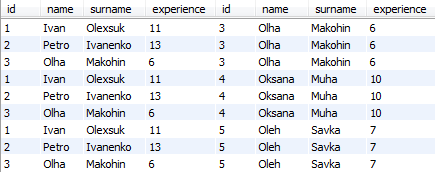 id name surname experience id name surname experience
1 Ivan Olexsuk 11 3 Olha Makohin 6
2 Petro Ivanenko 13 3 Olha Makohin 6
3 Olha Makohin 6 3 Olha Makohin 6
1 Ivan Olexsuk 11 4 Oksana Muha 10
2 Petro Ivanenko 13 4 Oksana Muha 10
3 Olha Makohin 6 4 Oksana Muha 10
1 Ivan Olexsuk 11 5 Oleh Savka 7
2 Petro Ivanenko 13 5 Oleh Savka 7
3 Olha Makohin 6 5 Oleh Savka 7